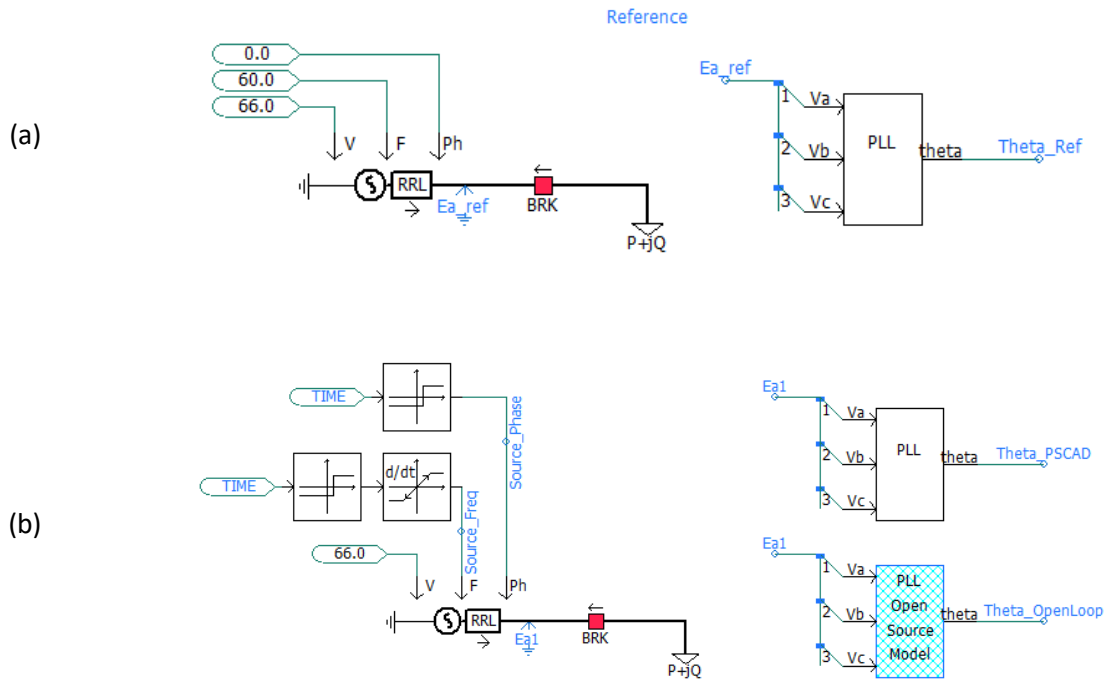 Reference
(a)
0.0
60.0
66.0
V F Ph
RRL
Ea_ref
BRK
P+jQ
Ea_ref
1 Va
2 Vb
3 Vc
PLL
theta
Theta_Ref
(b)
TIME
Source_Phase
TIME
d/dt
Source_Freq
66.0
V F Ph
RRL
Ea1
BRK
P+jQ
Ea1
1 Va
2 Vb
3 Vc
PLL
theta
Theta_PSCAD
Ea1
1 Va
2 Vb
3 Vc
PLL
Open
Source
Model
theta
Theta_OpenLoop